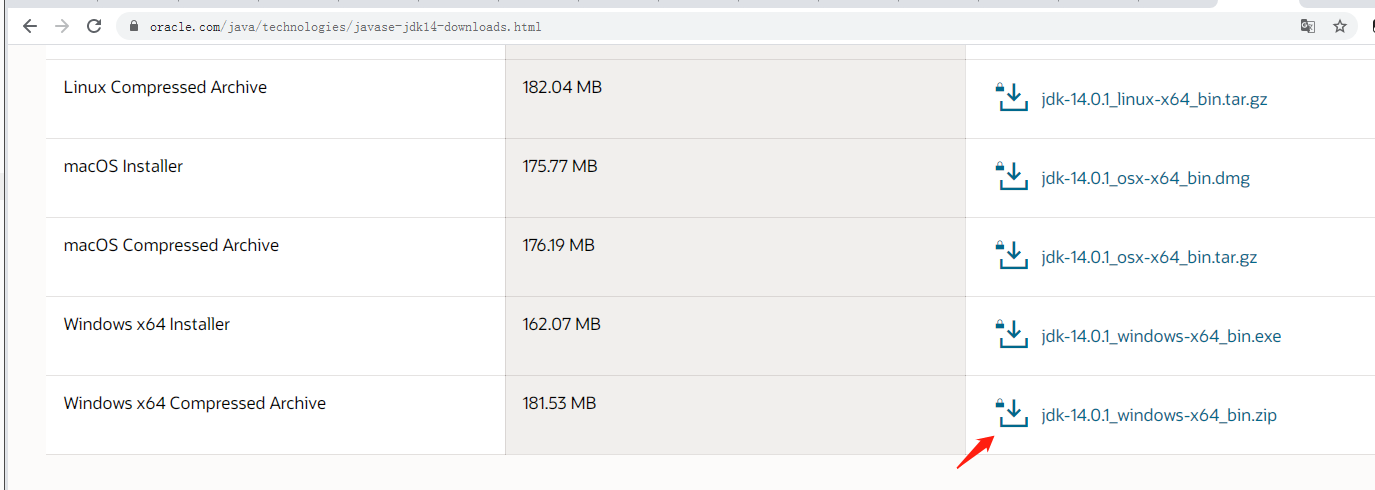 oracle.com/java/technologies/javase-jdk14-downloads.html
Linux Compressed Archive 182.04 MB jdk-14.0.1_linux-x64_bin.tar.gz
macOS Installer 175.77 MB jdk-14.0.1_osx-x64_bin.dmg
macOS Compressed Archive 176.19 MB jdk-14.0.1_osx-x64_bin.tar.gz
Windows x64 Installer 162.07 MB jdk-14.0.1_windows-x64_bin.exe
Windows x64 Compressed Archive 181.53 MB jdk-14.0.1_windows-x64_bin.zip